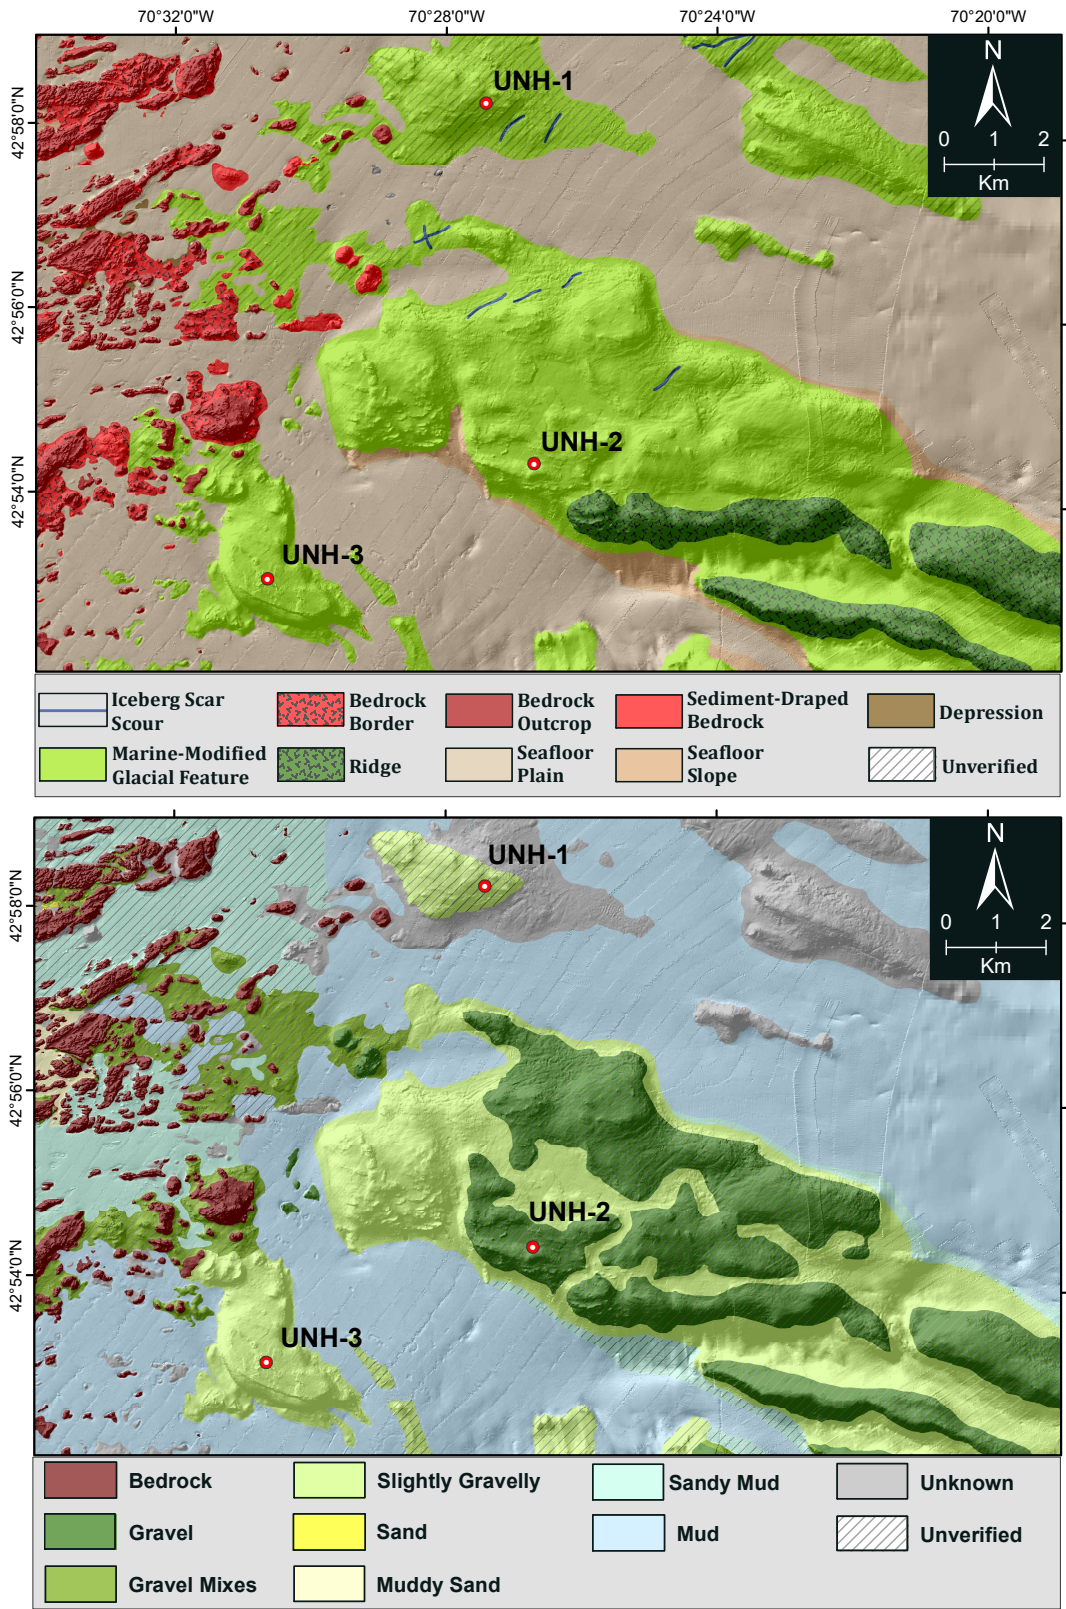 70°32'0"W 70°28'0"W 70°24'0"W 70°20'0"W
42°58'0"N
42°56'0"N
42°54'0"N
UNH-1
UNH-2
UNH-3
N
0 1 2
Km
Iceberg Scar Scour
Bedrock Border
Bedrock Outcrop
Sediment-Draped Bedrock
Depression
Marine-Modified Glacial Feature
Ridge
Seafloor Plain
Seafloor Slope
Unverified
42°58'0"N
42°56'0"N
42°54'0"N
UNH-1
UNH-2
UNH-3
N
0 1 2
Km
Bedrock
Slightly Gravelly
Sandy Mud
Unknown
Gravel
Sand
Mud
Unverified
Gravel Mixes
Muddy Sand